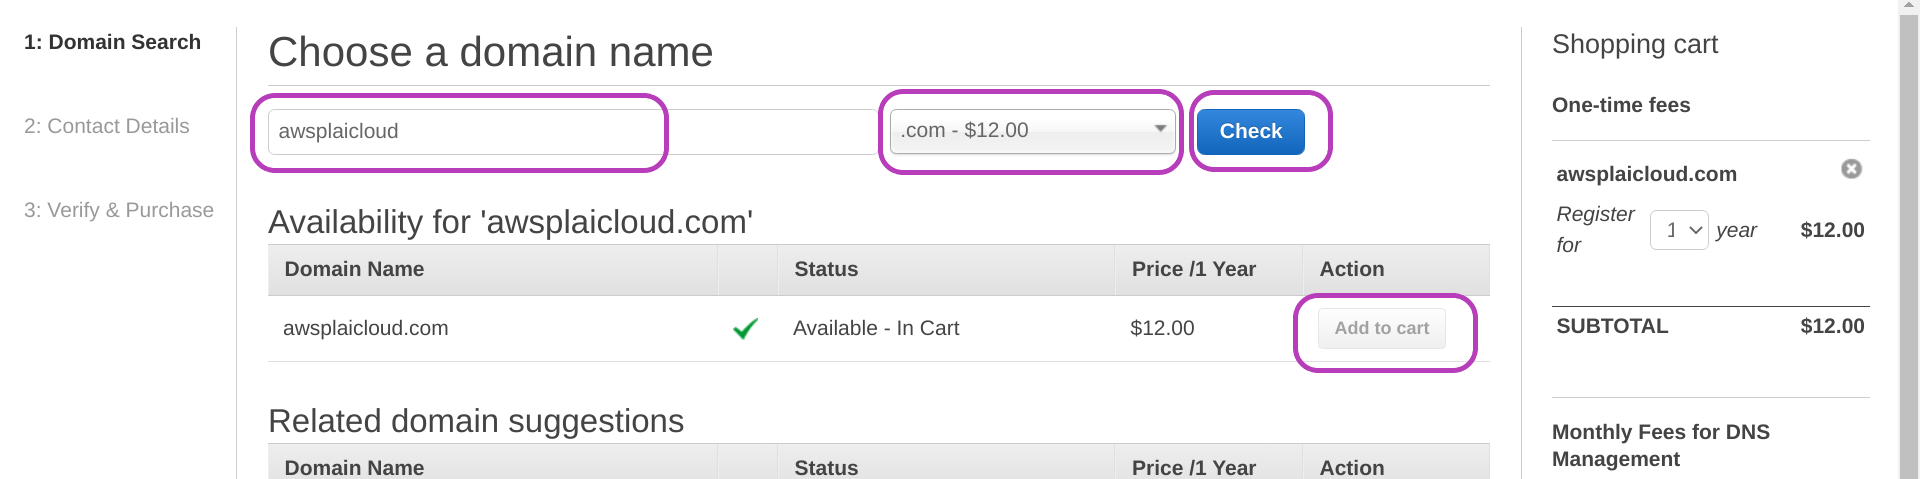 1: Domain Search
2: Contact Details
3: Verify & Purchase
Choose a domain name
awsplaicloud
.com - $12.00
Check
Availability for 'awsplaicloud.com'
Domain Name Status Price /1 Year Action
awsplaicloud.com Available - In Cart $12.00 Add to cart
Related domain suggestions
Domain Name Status Price /1 Year Action
Shopping cart
One-time fees
awsplaicloud.com
Register for 1 year $12.00
SUBTOTAL $12.00
Monthly Fees for DNS
Management